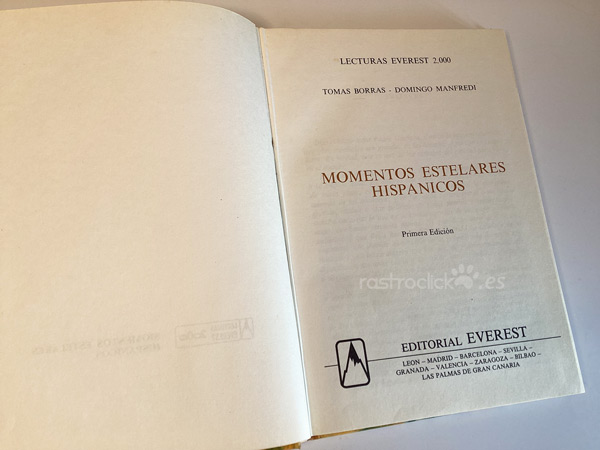 LECTURAS EVEREST 2.000
TOMAS BORRAS - DOMINGO MANFREDI
MOMENTOS ESTELARES
HISPANICOS
Primera Edición
rastroclick.es
EDITORIAL EVEREST
LEON – MADRID – BARCELONA – SEVILLA –
GRANADA – VALENCIA – ZARAGOZA – BILBAO –
LAS PALMAS DE GRAN CANARIA